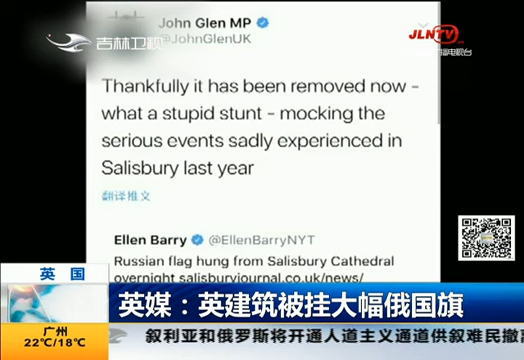 吉林卫视
JLNTV
John Glen MP
@JohnGlenUK
Thankfully it has been removed now -
what a stupid stunt - mocking the
serious events sadly experienced in
Salisbury last year
翻译推文
Ellen Barry @EllenBarryNYT
Russian flag hung from Salisbury Cathedral
overnight salisburyjournal.co.uk/news/
英国
英媒：英建筑被挂大幅俄国旗
广州
22℃/18℃
叙利亚和俄罗斯将开通人道主义通道供叙难民撤